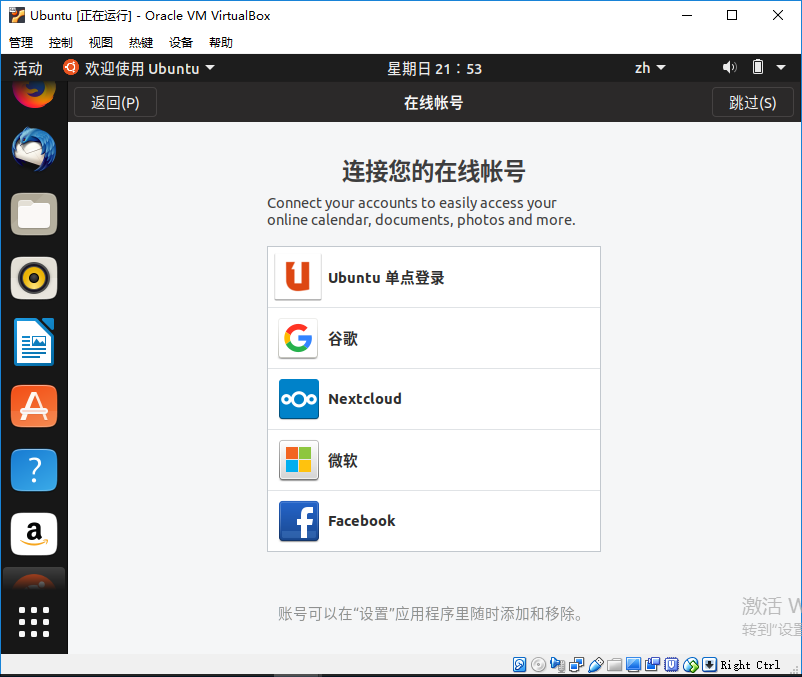 Ubuntu [正在运行] - Oracle VM VirtualBox
管理 控制 视图 热键 设备 帮助
活动 欢迎使用 Ubuntu 星期日 21：53 zh
返回(P) 在线帐号 跳过(S)
连接您的在线帐号
Connect your accounts to easily access your
online calendar, documents, photos and more.
Ubuntu 单点登录
谷歌
Nextcloud
微软
Facebook
账号可以在“设置”应用程序里随时添加和移除。
激活 W
转到“设置
Right Ctrl